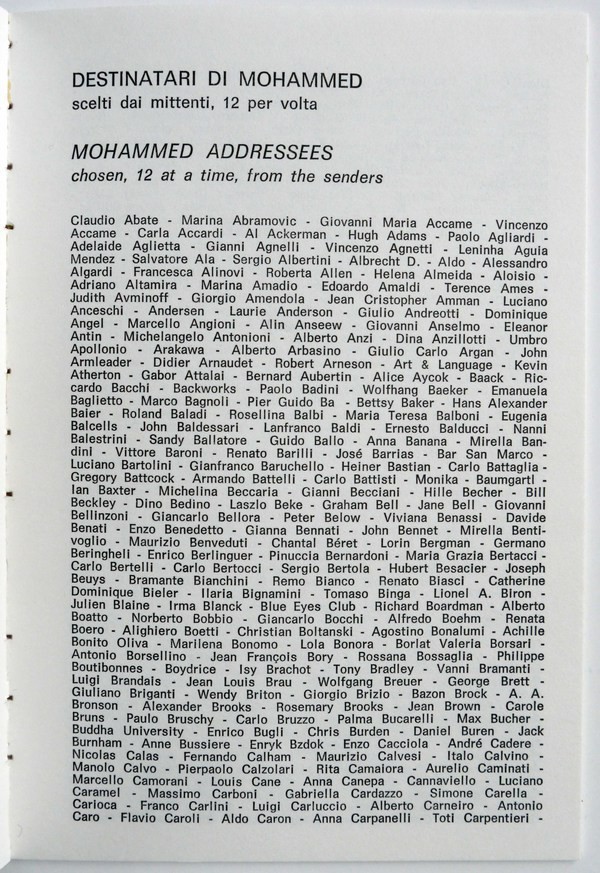 DESTINATARI DI MOHAMMED
scelti dai mittenti, 12 per volta
MOHAMMED ADDRESSEES
chosen, 12 at a time, from the senders
Claudio Abate - Marina Abramovic - Giovanni Maria Accame - Vincenzo
Accame - Carla Accardi - Al Ackerman - Hugh Adams - Paolo Agliardi -
Adelaide Aglietta - Gianni Agnelli - Vincenzo Agnetti - Leninha Aguia
Mendez - Salvatore Ala - Sergio Albertini - Albrecht D. - Aldo - Alessandro
Algardi - Francesca Alinovi - Roberta Allen - Helena Almeida - Aloisio -
Adriano Altamira - Marina Amadio - Edoardo Amaldi - Terence Ames -
Judith Avminoff - Giorgio Amendola - Jean Cristopher Amman - Luciano
Anceschi - Andersen - Laurie Anderson - Giulio Andreotti - Dominique
Angel - Marcello Angioni - Alin Anseew - Giovanni Anselmo - Eleanor
Antin - Michelangelo Antonioni - Alberto Anzi - Dina Anzillotti - Umbro
Apollonio - Arakawa - Alberto Arbasino - Giulio Carlo Argan - John
Armleader - Didier Arnaudet - Robert Arneson - Art & Language - Kevin
Atherton - Gabor Attalai - Bernard Aubertin - Alice Aycok - Baack - Ric-
cardo Bacchi - Backworks - Paolo Badini - Wolfhang Baeker - Emanuela
Baglietto - Marco Bagnoli - Pier Guido Ba - Bettsy Baker - Hans Alexander
Baier - Roland Baladi - Rosellina Balbi - Maria Teresa Balboni - Eugenia
Balcells - John Baldessari - Lanfranco Baldi - Ernesto Balducci - Nanni
Balestrini - Sandy Ballatore - Guido Ballo - Anna Banana - Mirella Ban-
dini - Vittore Baroni - Renato Barilli - José Barrias - Bar San Marco -
Luciano Bartolini - Gianfranco Baruchello - Heiner Bastian - Carlo Battaglia -
Gregory Battcock - Armando Battelli - Carlo Battisti - Monika - Baumgartl -
Ian Baxter - Michelina Beccaria - Gianni Becciani - Hille Becher - Bill
Beckley - Dino Bedino - Laszlo Beke - Graham Bell - Jane Bell - Giovanni
Bellinzoni - Giancarlo Bellora - Peter Below - Viviana Benassi - Davide
Benati - Enzo Benedetto - Gianna Bennati - John Bennet - Mirella Benti-
voglio - Maurizio Benveduti - Chantal Béret - Lorin Bergman - Germano
Beringheli - Enrico Berlinguer - Pinuccia Bernardoni - Maria Grazia Bertacci -
Carlo Bertelli - Carlo Bertocci - Sergio Bertola - Hubert Besacier - Joseph
Beuys - Bramante Bianchini - Remo Bianco - Renato Biasci - Catherine
Dominique Bieler - Ilaria Bignamini - Tomaso Binga - Lionel A. Biron -
Julien Blaine - Irma Blanck - Blue Eyes Club - Richard Boardman - Alberto
Boatto - Norberto Bobbio - Giancarlo Bocchi - Alfredo Boehm - Renata
Boero - Alighiero Boetti - Christian Boltanski - Agostino Bonalumi - Achille
Bonito Oliva - Marilena Bonomo - Lola Bonora - Borlat Valeria Borsari -
Antonio Borsellino - Jean François Bory - Rossana Bossaglia - Philippe
Boutibonnes - Boydrice - Isy Brachot - Tony Bradley - Vanni Bramanti -
Luigi Brandais - Jean Louis Brau - Wolfgang Breuer - George Brett -
Giuliano Briganti - Wendy Briton - Giorgio Brizio - Bazon Brock - A. A.
Bronson - Alexander Brooks - Rosemary Brooks - Jean Brown - Carole
Bruns - Paulo Bruschy - Carlo Bruzzo - Palma Bucarelli - Max Bucher -
Buddha University - Enrico Bugli - Chris Burden - Daniel Buren - Jack
Burnham - Anne Bussiere - Enryk Bzdok - Enzo Cacciola - André Cadere -
Nicolas Calas - Fernando Calham - Maurizio Calvesi - Italo Calvino -
Manolo Calvo - Pierpaolo Calzolari - Rita Camaiora - Aurelio Caminati -
Marcello Camorani - Louis Cane - Anna Canepa - Cannaviello - Luciano
Caramel - Massimo Carboni - Gabriella Cardazzo - Simone Carella -
Carioca - Franco Carlini - Luigi Carluccio - Alberto Carneiro - Antonio
Caro - Flavio Caroli - Aldo Caron - Anna Carpanelli - Toti Carpentieri -